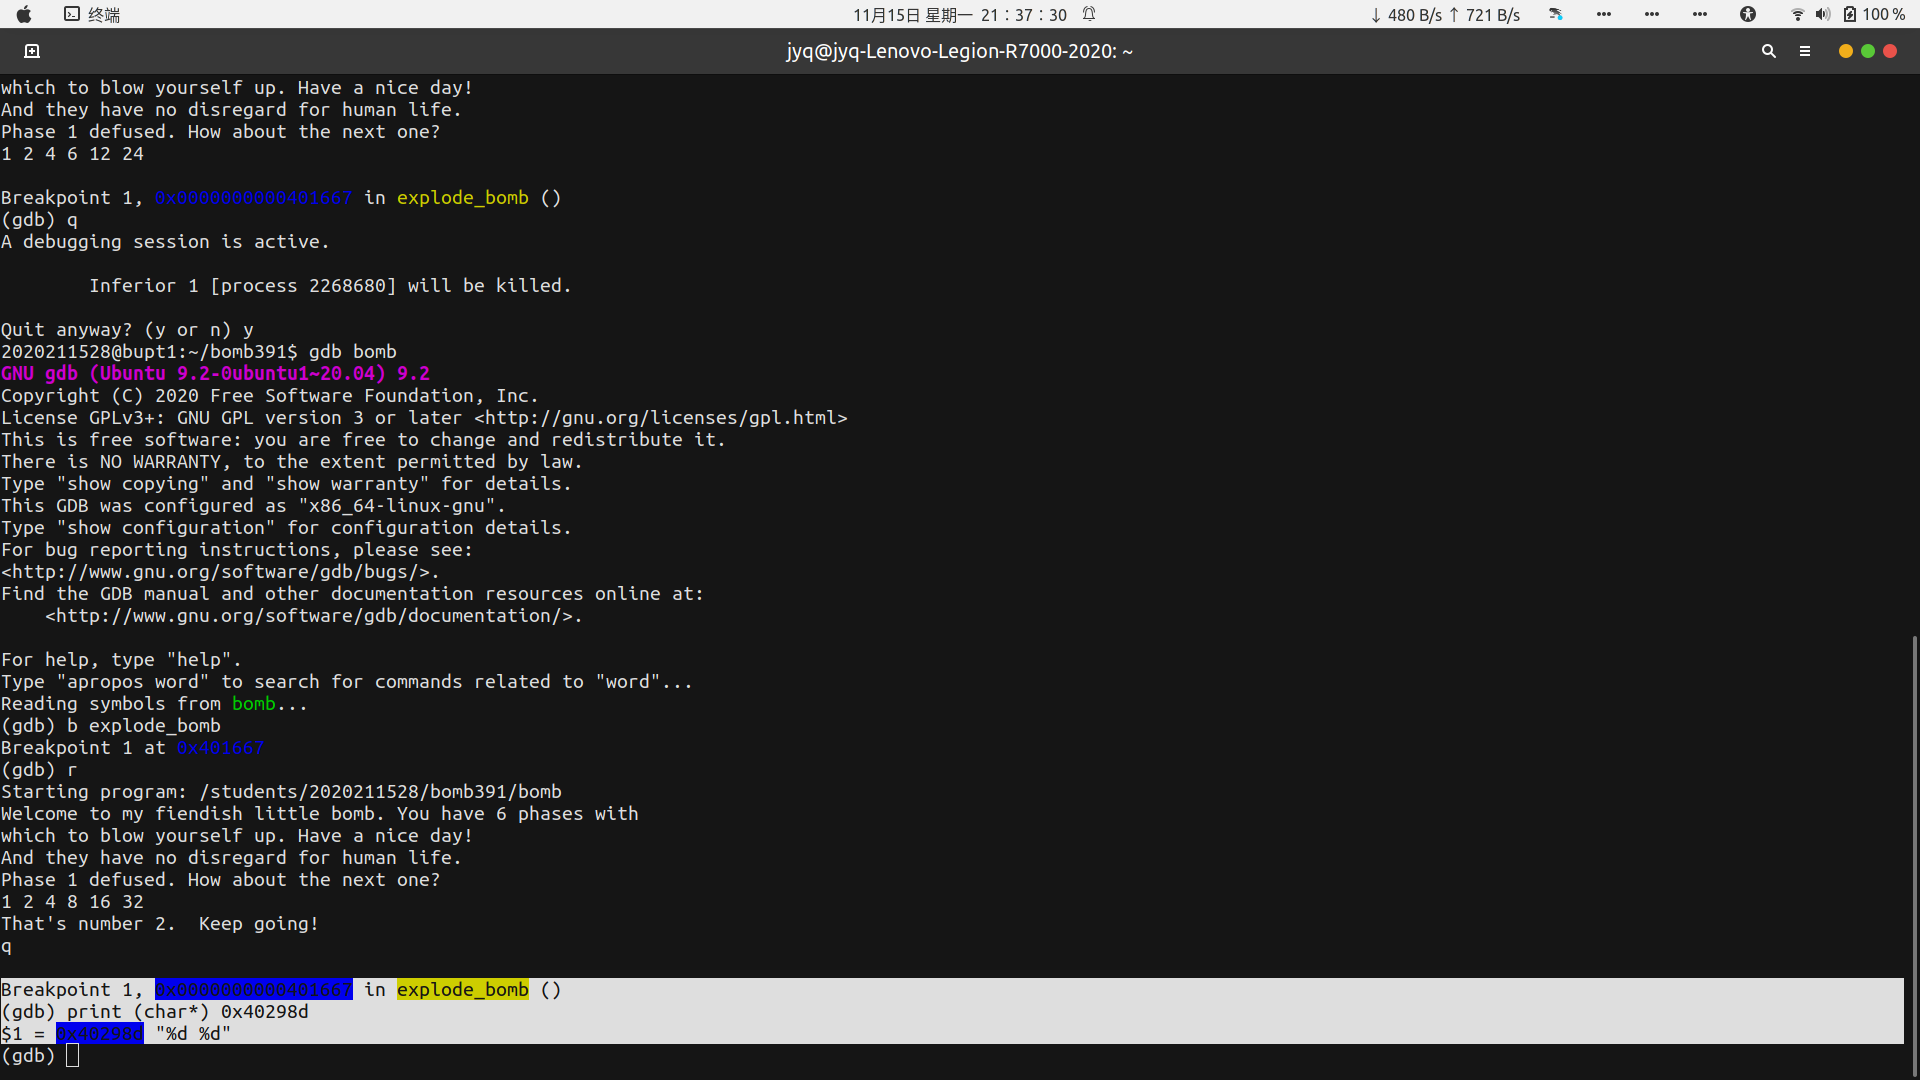 终端
11月15日 星期一 21：37：30
↓ 480 B/s ↑ 721 B/s
100 %
jyq@jyq-Lenovo-Legion-R7000-2020: ~
which to blow yourself up. Have a nice day!
And they have no disregard for human life.
Phase 1 defused. How about the next one?
1 2 4 6 12 24
Breakpoint 1, 0x0000000000401667 in explode_bomb ()
(gdb) q
A debugging session is active.
Inferior 1 [process 2268680] will be killed.
Quit anyway? (y or n) y
2020211528@bupt1:~/bomb391$ gdb bomb
GNU gdb (Ubuntu 9.2-0ubuntu1~20.04) 9.2
Copyright (C) 2020 Free Software Foundation, Inc.
License GPLv3+: GNU GPL version 3 or later <http://gnu.org/licenses/gpl.html>
This is free software: you are free to change and redistribute it.
There is NO WARRANTY, to the extent permitted by law.
Type "show copying" and "show warranty" for details.
This GDB was configured as "x86_64-linux-gnu".
Type "show configuration" for configuration details.
For bug reporting instructions, please see:
<http://www.gnu.org/software/gdb/bugs/>.
Find the GDB manual and other documentation resources online at:
<http://www.gnu.org/software/gdb/documentation/>.
For help, type "help".
Type "apropos word" to search for commands related to "word"...
Reading symbols from bomb...
(gdb) b explode_bomb
Breakpoint 1 at 0x401667
(gdb) r
Starting program: /students/2020211528/bomb391/bomb
Welcome to my fiendish little bomb. You have 6 phases with
which to blow yourself up. Have a nice day!
And they have no disregard for human life.
Phase 1 defused. How about the next one?
1 2 4 8 16 32
That's number 2.  Keep going!
q
Breakpoint 1, 0x0000000000401667 in explode_bomb ()
(gdb) print (char*) 0x40298d
$1 = 0x40298d "%d %d"
(gdb)